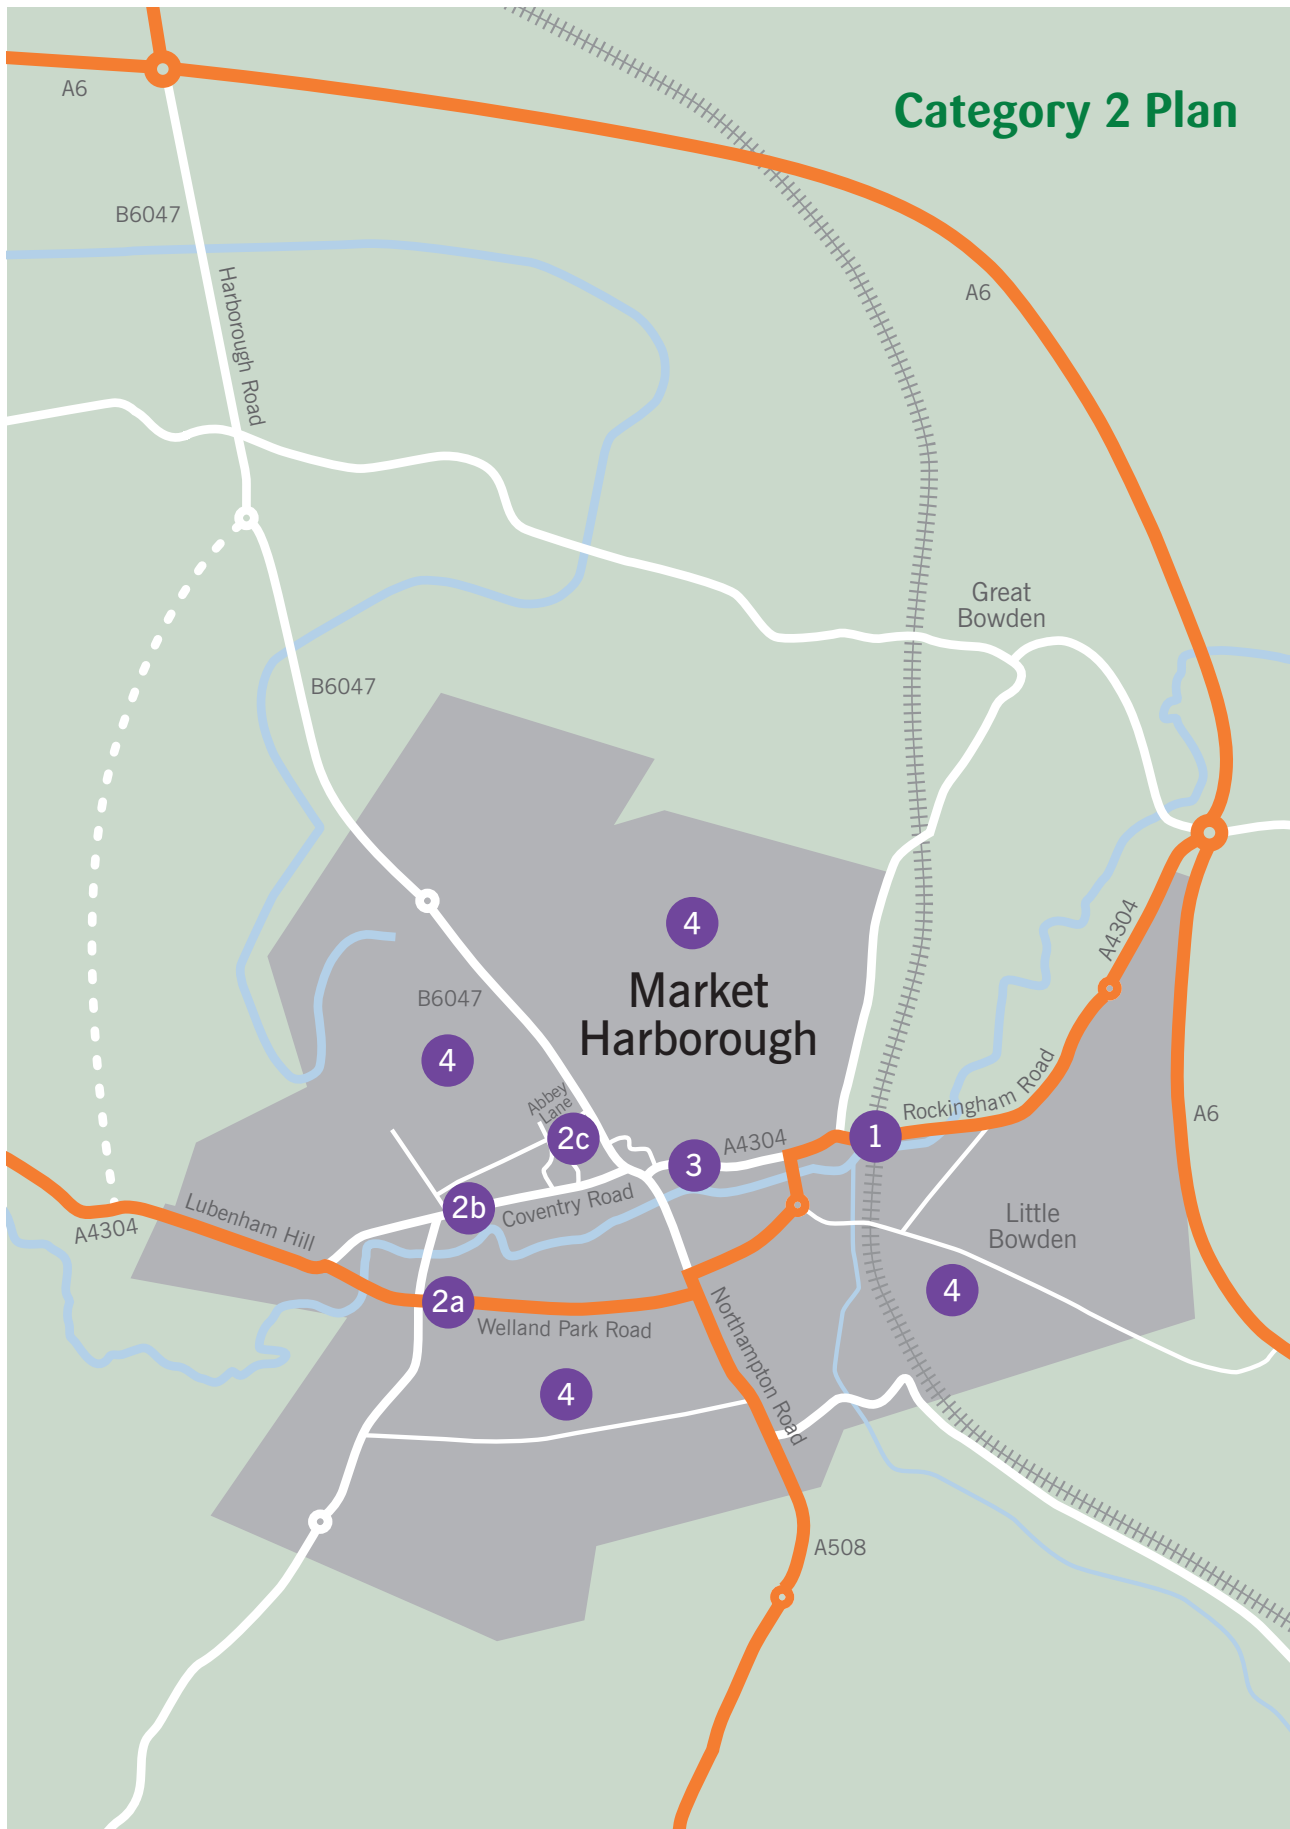 A6
Category 2 Plan
B6047
Harborough Road
A6
Great
Bowden
B6047
4
A4304
Market
Harborough
B6047
4
Abbey
Lane
2c
1
Rockingham Road
A6
3
A4304
2b
Coventry Road
Lubenham Hill
A4304
Little
Bowden
2a
Welland Park Road
4
Northampton Road
4
A508